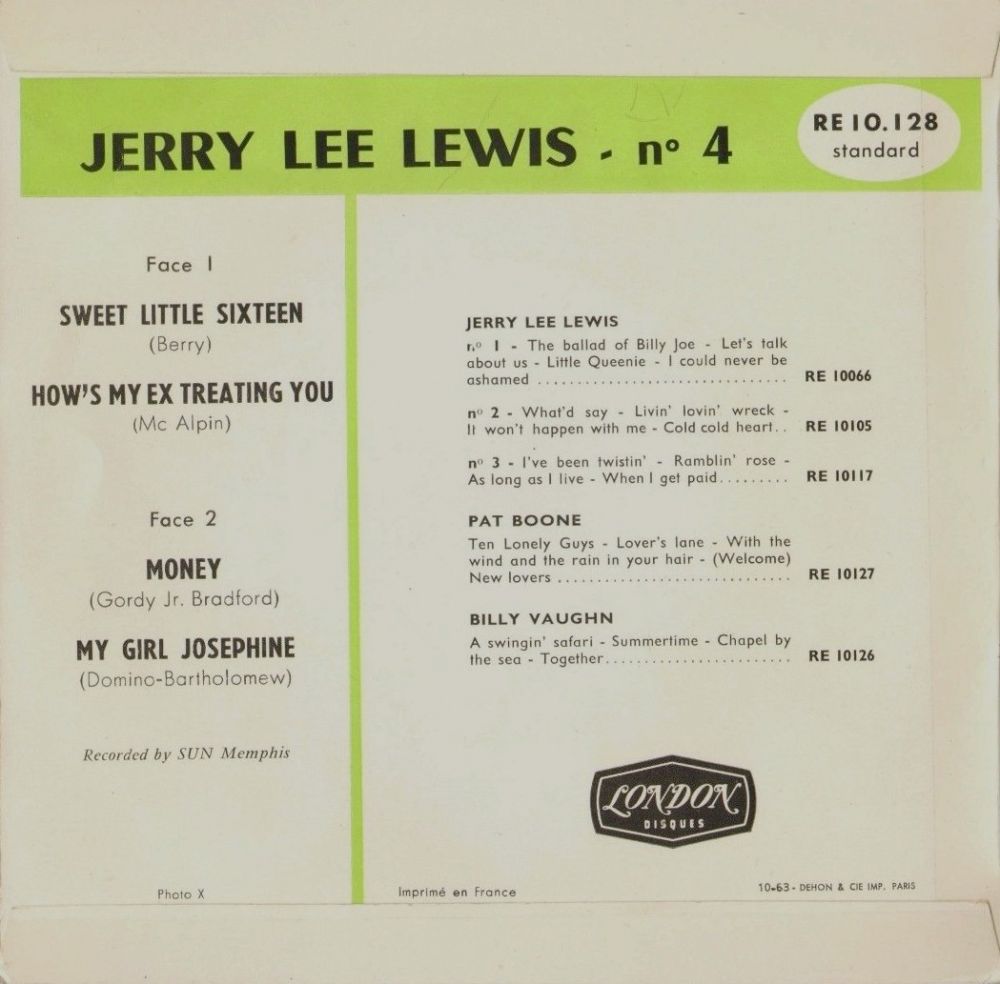 JERRY LEE LEWIS - nº 4
RE 10.128
standard
Face 1
SWEET LITTLE SIXTEEN
(Berry)
HOW'S MY EX TREATING YOU
(Mc Alpin)
Face 2
MONEY
(Gordy Jr. Bradford)
MY GIRL JOSEPHINE
(Domino-Bartholomew)
Recorded by SUN Memphis
Photo X
JERRY LEE LEWIS
nº 1 - The ballad of Billy Joe - Let's talk
about us - Little Queenie - I could never be
ashamed ................................ RE 10066
nº 2 - What'd say - Livin' lovin' wreck -
It won't happen with me - Cold cold heart.. RE 10105
nº 3 - I've been twistin' - Ramblin' rose -
As long as I live - When I get paid......... RE 10117
PAT BOONE
Ten Lonely Guys - Lover's lane - With the
wind and the rain in your hair - (Welcome)
New lovers .............................. RE 10127
BILLY VAUGHN
A swingin' safari - Summertime - Chapel by
the sea - Together........................ RE 10126
LONDON
DISQUES
Imprimé en France
10-63 - DEHON & CIE IMP. PARIS